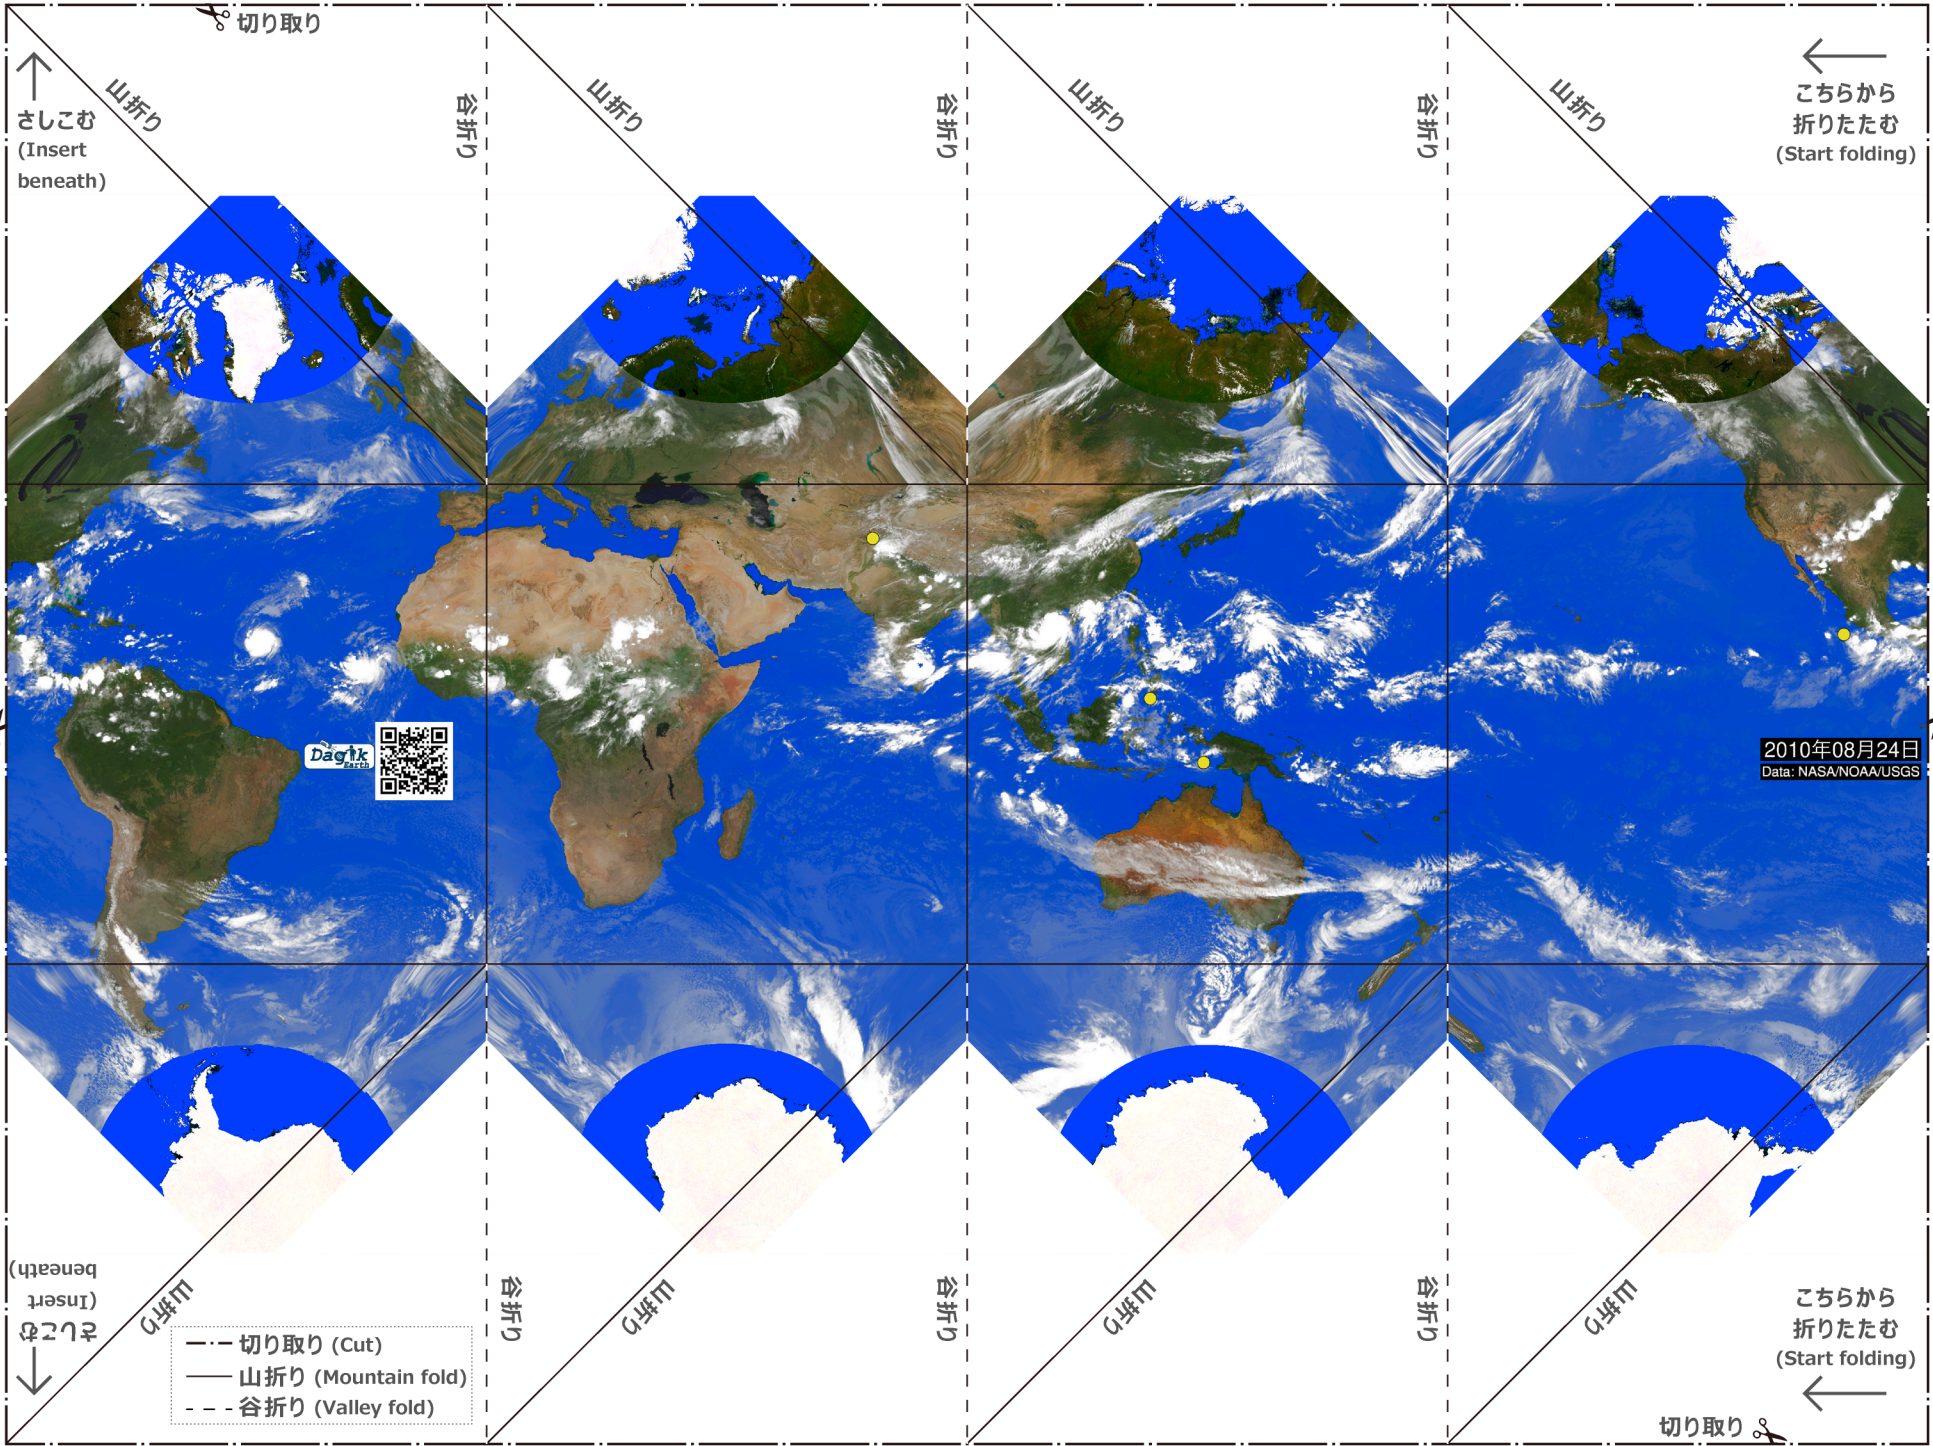 切り取り
山折り
谷折り
山折り
谷折り
山折り
谷折り
山折り
さしこむ
(Insert
beneath)
こちらから
折りたたむ
(Start folding)
Dagik
Earth
2010年08月24日
Data: NASA/NOAA/USGS
さしこむ
(Insert
beneath)
山折り
谷折り
山折り
谷折り
山折り
谷折り
山折り
こちらから
折りたたむ
(Start folding)
切り取り (Cut)
山折り (Mountain fold)
谷折り (Valley fold)
切り取り